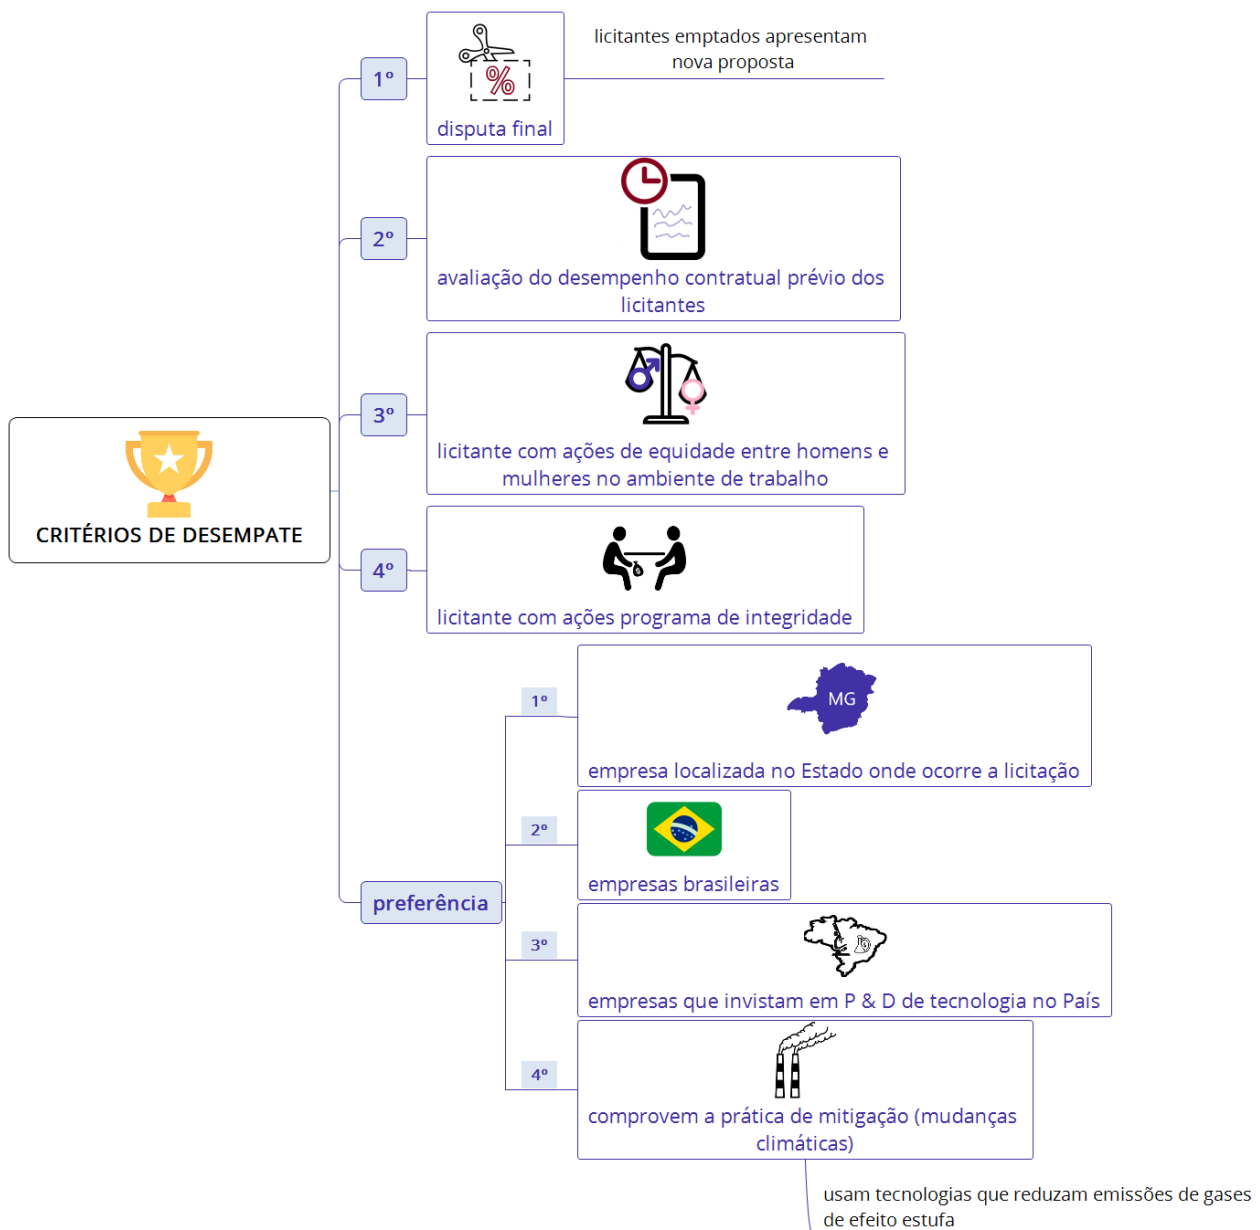 licitantes emptados apresentam
nova proposta
1º
%
disputa final
2º
avaliação do desempenho contratual prévio dos
licitantes
3º
licitante com ações de equidade entre homens e
mulheres no ambiente de trabalho
CRITÉRIOS DE DESEMPATE
4º
licitante com ações programa de integridade
preferência
1º
MG
empresa localizada no Estado onde ocorre a licitação
2º
empresas brasileiras
3º
empresas que invistam em P & D de tecnologia no País
4º
comprovem a prática de mitigação (mudanças
climáticas)
usam tecnologias que reduzam emissões de gases
de efeito estufa